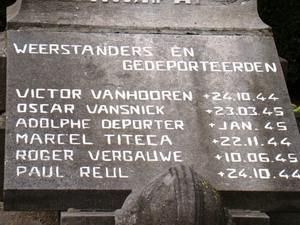 WEERSTANDERS EN
GEDEPORTEERDEN
VICTOR VANHOOREN +24.10.44
OSCAR VANSNICK +23.03.45
ADOLPHE DEPORTER +JAN. 45
MARCEL TITECA +22.11.44
ROGER VERGAUWE +10.06.45
PAUL REUL +24.10.44